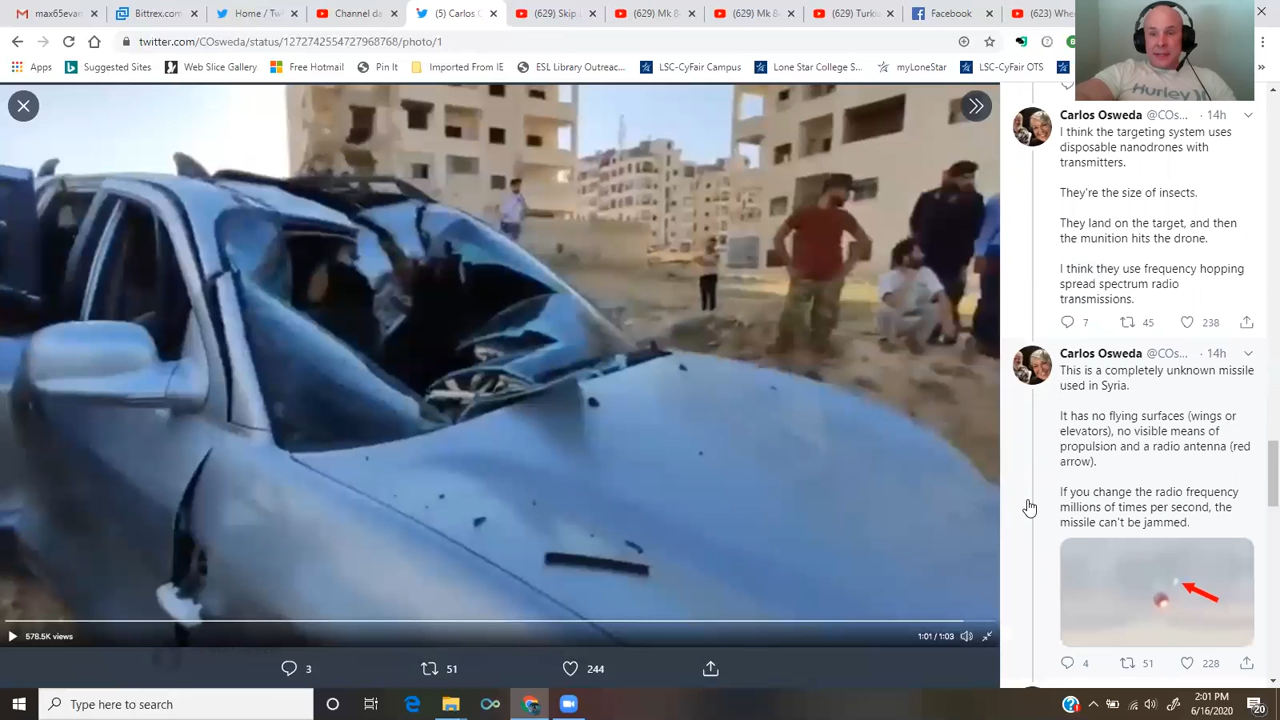 max65evan
Bittrex.com
Home / Tw
Channel da
(5) Carlos C
(629) Skip
(629) Mk 8
(629) Mk 8
(629) Turku
Facebook
(623) Whe
twitter.com/COsweda/status/1272742554727968768/photo/1
Apps
Suggested Sites
Web Slice Gallery
Free Hotmail
Pin It
Imported From IE
ESL Library Outreac...
LSC-CyFair Campus
Lone Star College S...
myLoneStar
LSC-CyFair OTS
Hurley
Carlos Osweda @COs... · 14h
I think the targeting system uses
disposable nanodrones with
transmitters.
They're the size of insects.
They land on the target, and then
the munition hits the drone.
I think they use frequency hopping
spread spectrum radio
transmissions.
7 45 238
Carlos Osweda @COs... · 14h
This is a completely unknown missile
used in Syria.
It has no flying surfaces (wings or
elevators), no visible means of
propulsion and a radio antenna (red
arrow).
If you change the radio frequency
millions of times per second, the
missile can't be jammed.
4 51 228
578.5K views
1:01 / 1:03
3 51 244
Type here to search
2:01 PM
6/16/2020
20